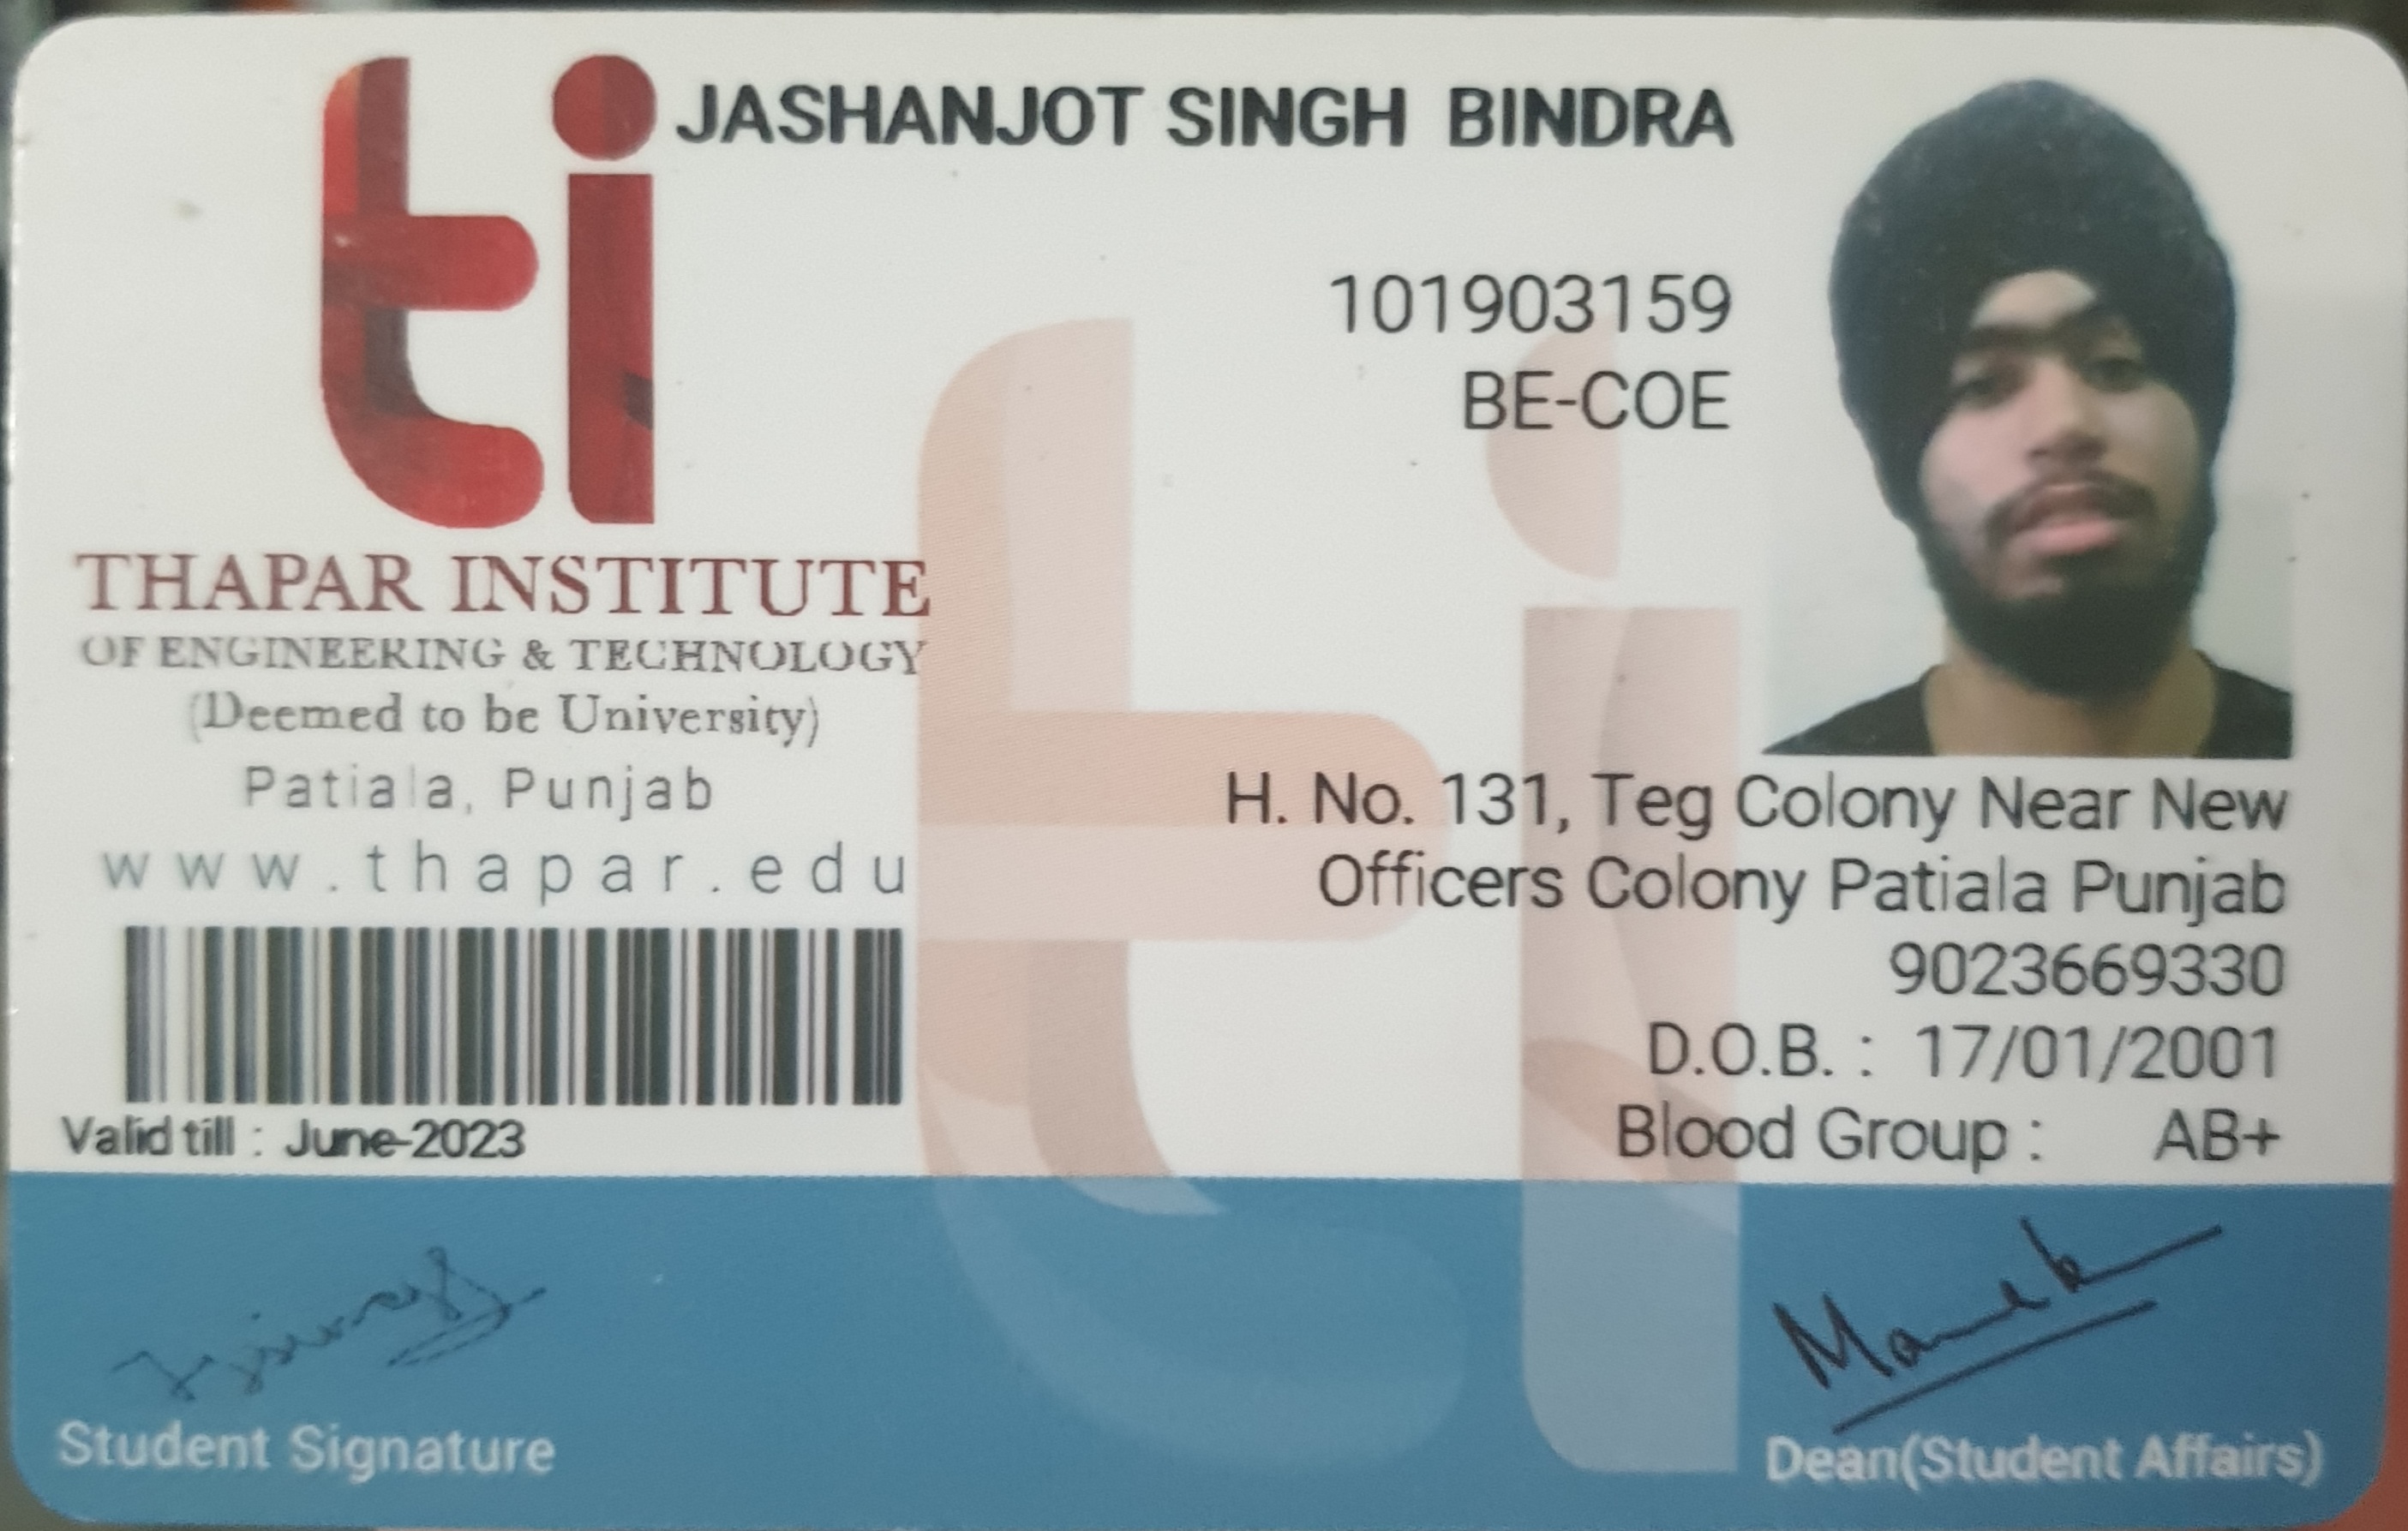 ti
JASHANJOT SINGH BINDRA
101903159
BE-COE
THAPAR INSTITUTE
OF ENGINEERING & TECHNOLOGY
(Deemed to be University)
Patiala, Punjab
www.thapar.edu
Valid till : June-2023
H. No. 131, Teg Colony Near New
Officers Colony Patiala Punjab
9023669330
D.O.B. : 17/01/2001
Blood Group : AB+
Student Signature
Dean(Student Affairs)